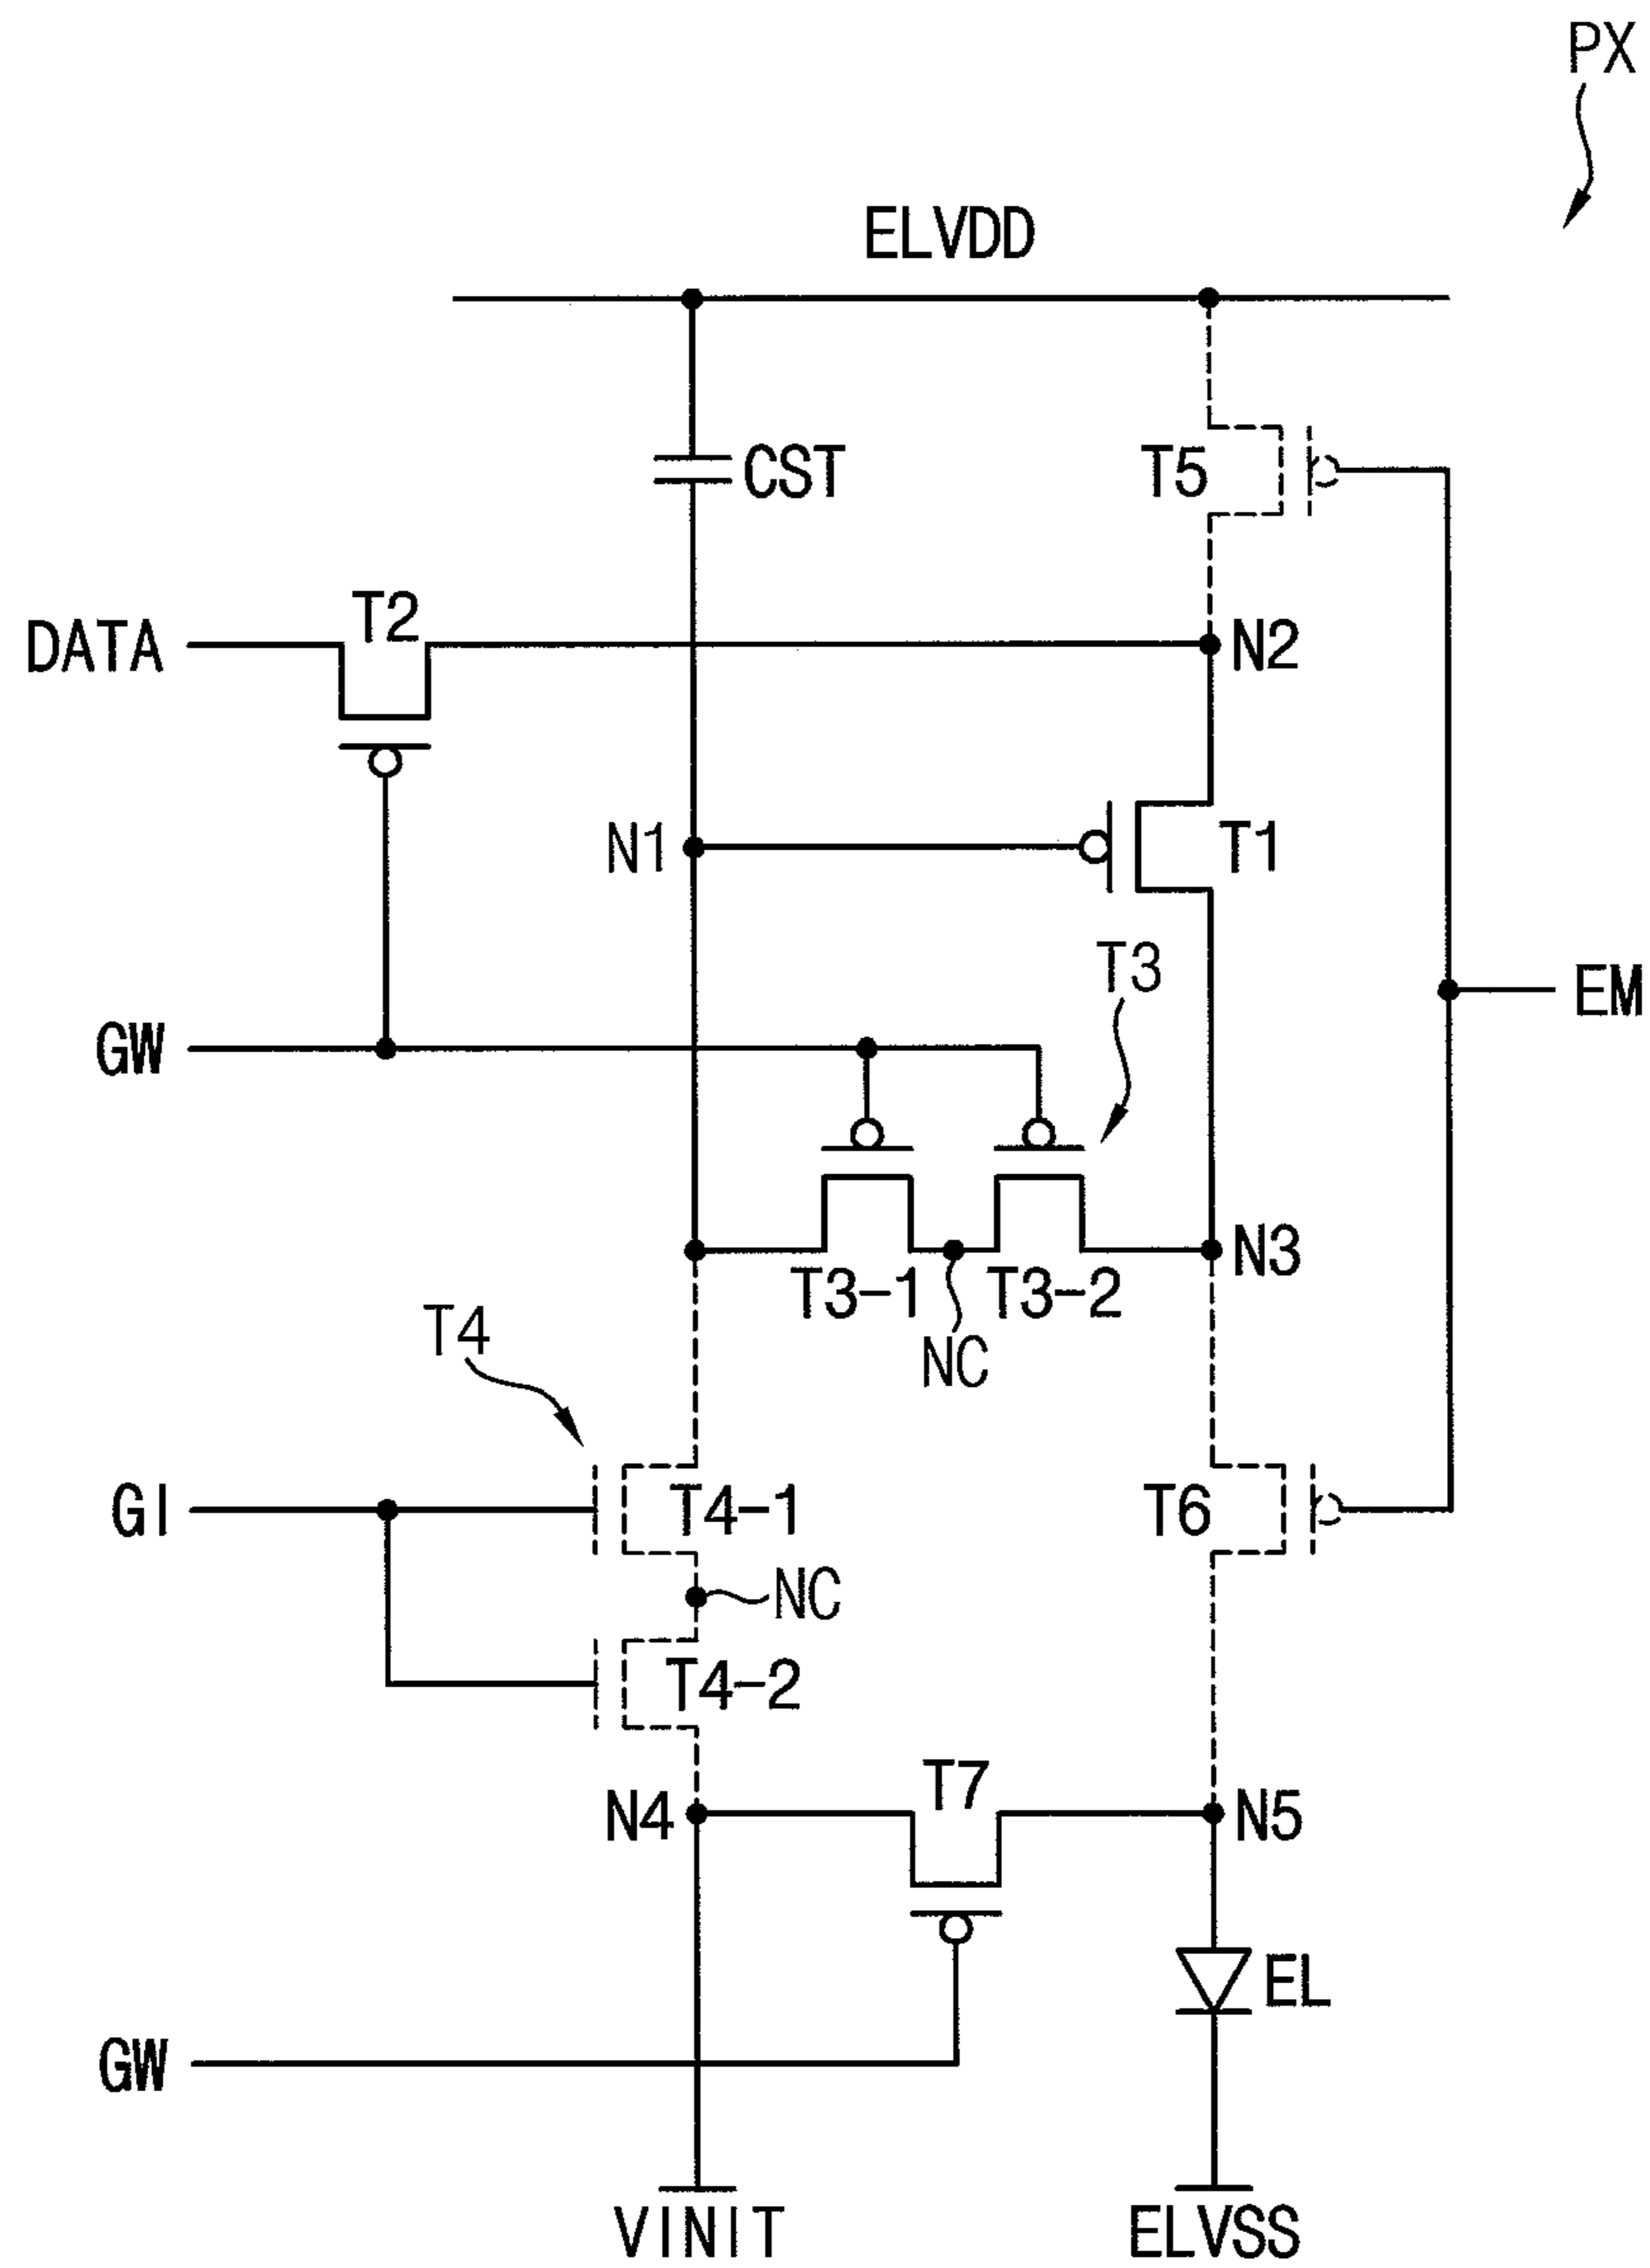 PX
ELVDD
CST
T5
T2
DATA
N2
N1
T1
T3
EM
GW
N3
T3-1
T3-2
T4
NC
GI
T4-1
T6
NC
T4-2
T7
N4
N5
EL
GW
VINIT
ELVSS